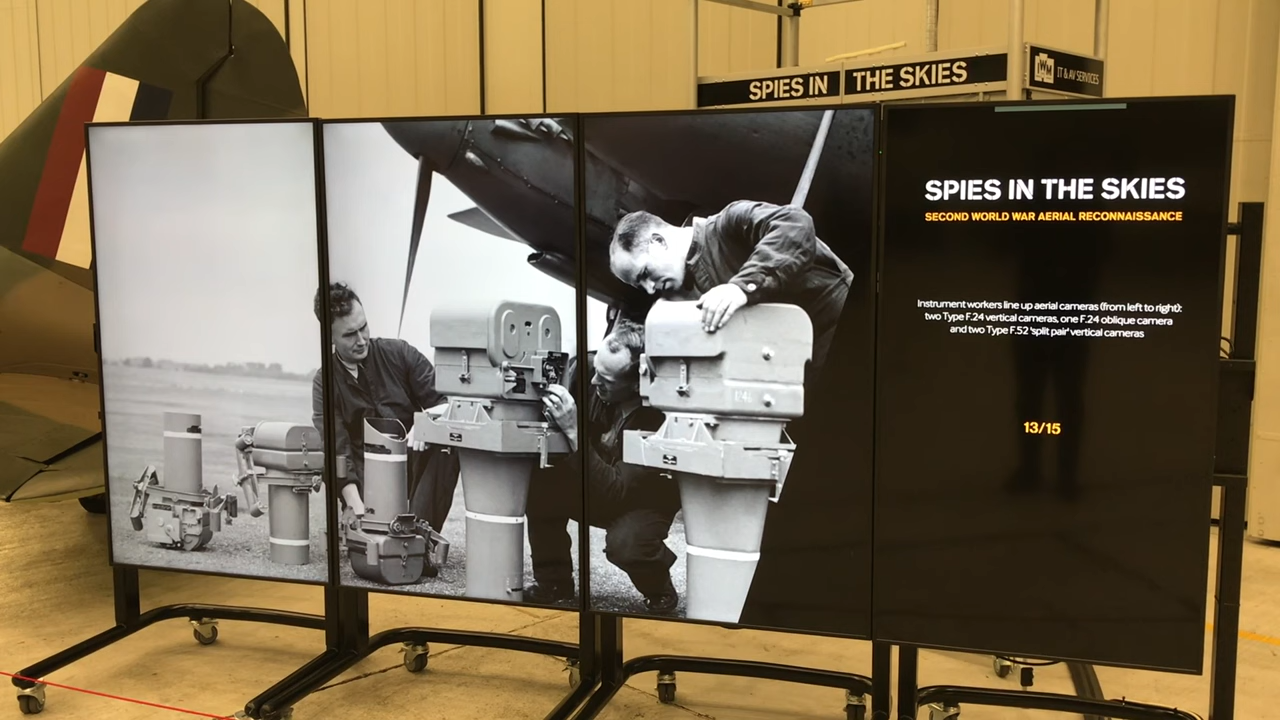 SPIES IN THE SKIES
IWM IT & AV SERVICES
SPIES IN THE SKIES
SECOND WORLD WAR AERIAL RECONNAISSANCE
Instrument workers line up aerial cameras (from left to right):
two Type F.24 vertical cameras, one F.24 oblique camera
and two Type F.52 'split pair' vertical cameras
13/15